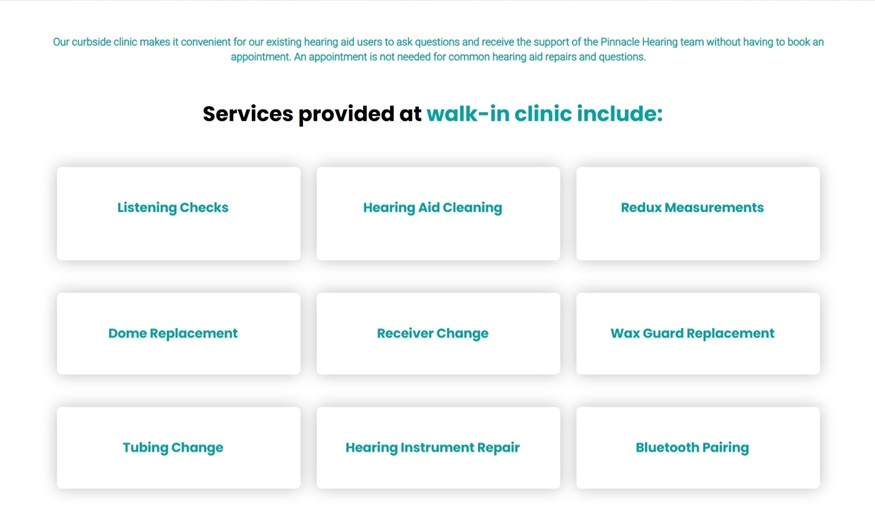 Our curbside clinic makes it convenient for our existing hearing aid users to ask questions and receive the support of the Pinnacle Hearing team without having to book an
appointment. An appointment is not needed for common hearing aid repairs and questions.
Services provided at walk-in clinic include:
Listening Checks
Hearing Aid Cleaning
Redux Measurements
Dome Replacement
Receiver Change
Wax Guard Replacement
Tubing Change
Hearing Instrument Repair
Bluetooth Pairing